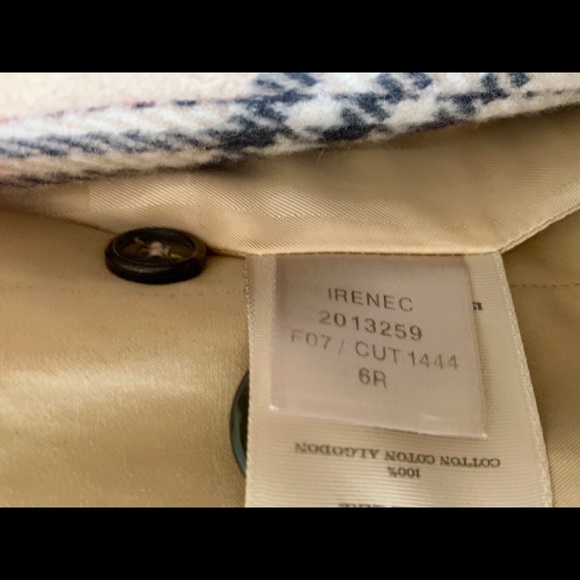 IRENEC
2013259
F07 / CUT 1444
6R
COTTON COTON ALGODON
100%